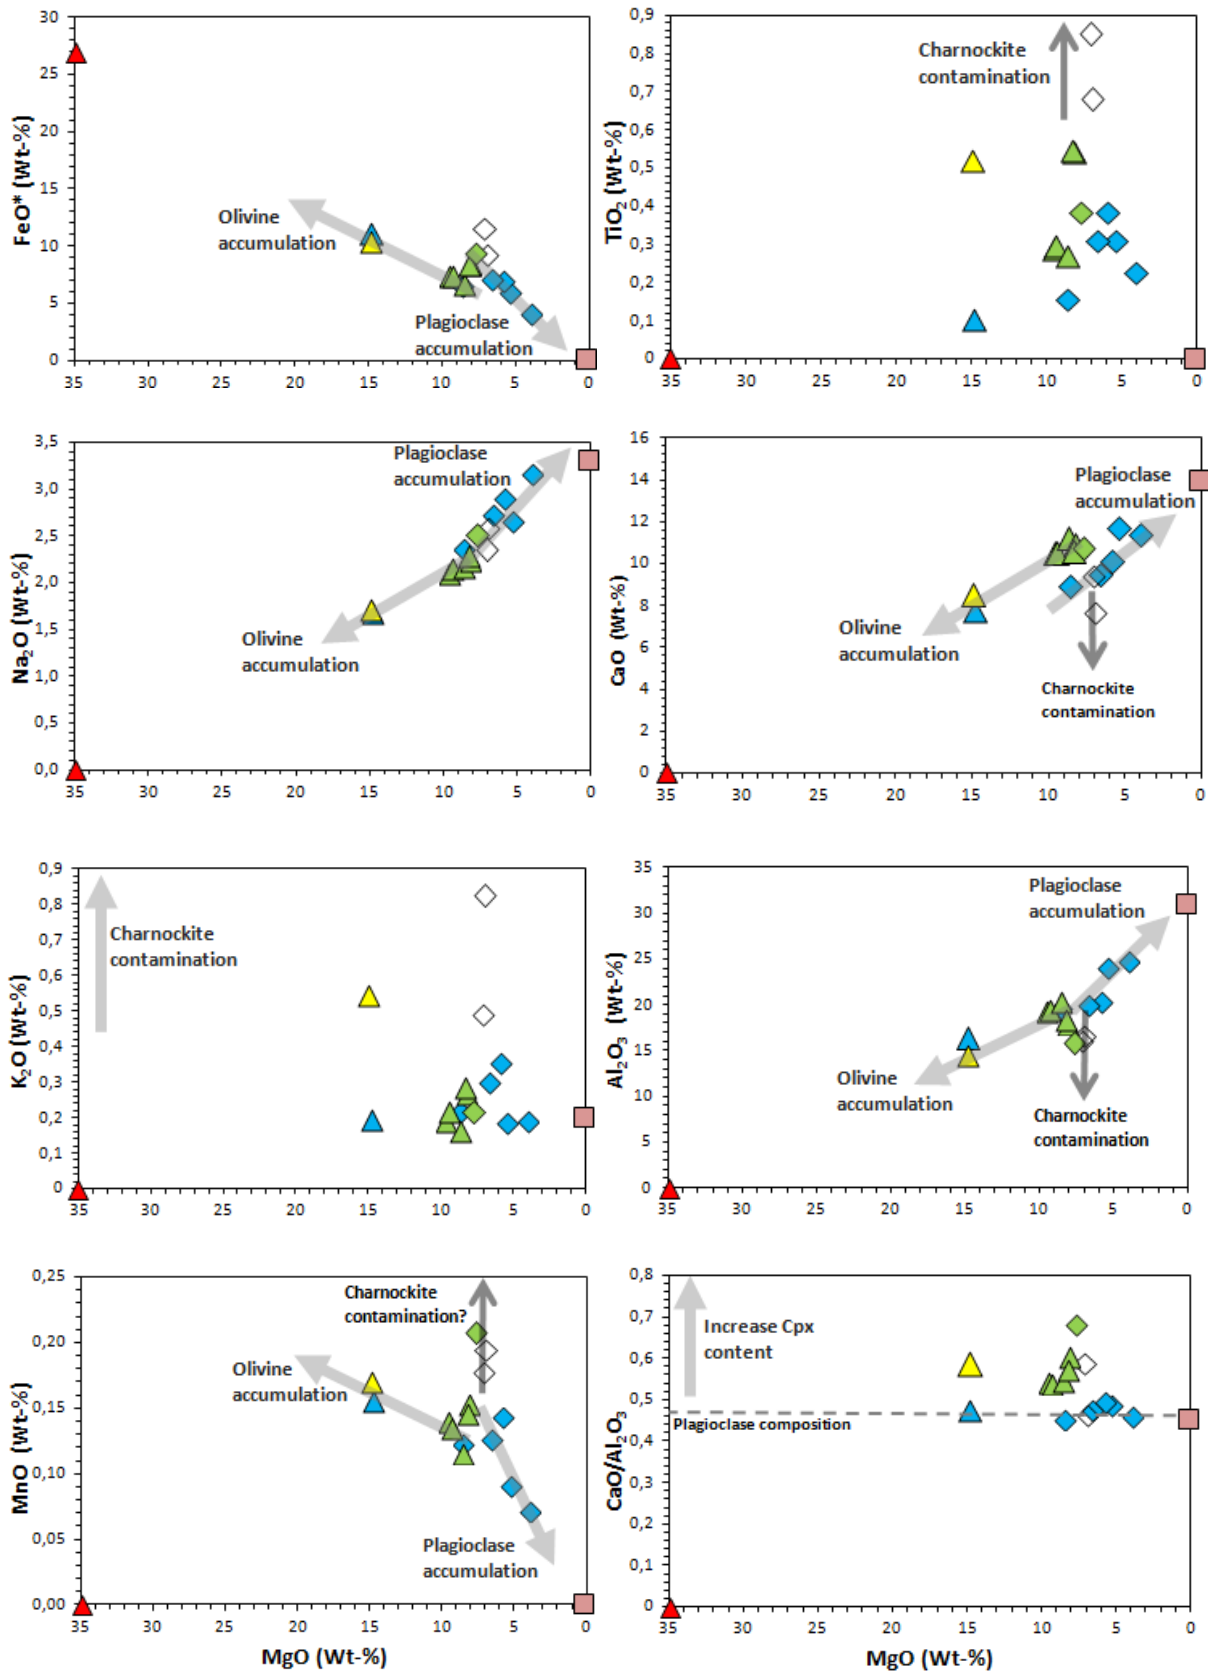 30
25
20
15
10
5
0
FeO* (Wt-%)
Olivine
accumulation
Plagioclase
accumulation
35 30 25 20 15 10 5 0
0,9
0,8
0,7
0,6
0,5
0,4
0,3
0,2
0,1
0
TiO2 (Wt-%)
Charnockite
contamination
35 30 25 20 15 10 5 0
3,5
3,0
2,5
2,0
1,5
1,0
0,5
0,0
Na2O (Wt-%)
Plagioclase
accumulation
Olivine
accumulation
35 30 25 20 15 10 5 0
16
14
12
10
8
6
4
2
0
CaO (Wt-%)
Plagioclase
accumulation
Olivine
accumulation
Charnockite
contamination
35 30 25 20 15 10 5 0
0,9
0,8
0,7
0,6
0,5
0,4
0,3
0,2
0,1
0
K2O (Wt-%)
Charnockite
contamination
35 30 25 20 15 10 5 0
35
30
25
20
15
10
5
0
Al2O3 (Wt-%)
Plagioclase
accumulation
Olivine
accumulation
Charnockite
contamination
35 30 25 20 15 10 5 0
0,25
0,20
0,15
0,10
0,05
0,00
MnO (Wt-%)
Charnockite
contamination?
Olivine
accumulation
Plagioclase
accumulation
35 30 25 20 15 10 5 0
MgO (Wt-%)
0,8
0,7
0,6
0,5
0,4
0,3
0,2
0,1
0
CaO/Al2O3
Increase Cpx
content
Plagioclase composition
35 30 25 20 15 10 5 0
MgO (Wt-%)